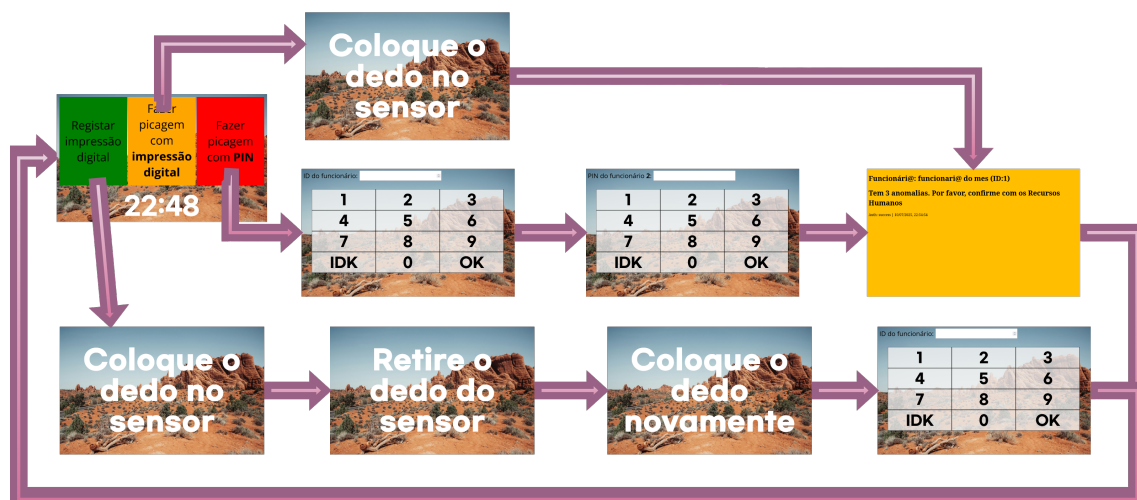 Coloque o
dedo no
sensor
Registar
impressão
digital
Fazer
picagem
com
impressão
digital
Fazer
picagem
com PIN
22:48
ID do funcionário:
1 2 3
4 5 6
7 8 9
IDK 0 OK
PIN do funcionário 2:
1 2 3
4 5 6
7 8 9
IDK 0 OK
Funcionári@: funcionari@ do mes (ID:1)
Tem 3 anomalias. Por favor, confirme com os Recursos
Humanos
Coloque o
dedo no
sensor
Retire o
dedo do
sensor
Coloque o
dedo
novamente
ID do funcionário:
1 2 3
4 5 6
7 8 9
IDK 0 OK